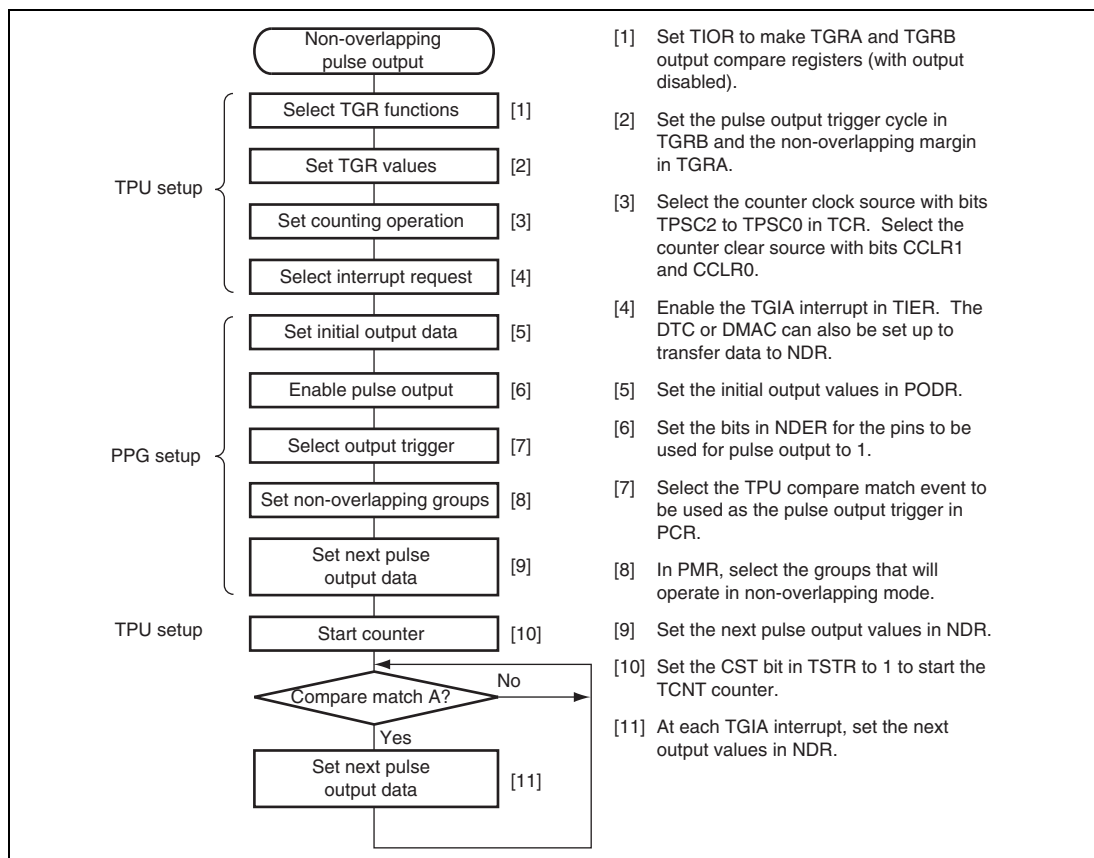 Non-overlapping
pulse output
TPU setup
Select TGR functions [1]
Set TGR values [2]
Set counting operation [3]
Select interrupt request [4]
PPG setup
Set initial output data [5]
Enable pulse output [6]
Select output trigger [7]
Set non-overlapping groups [8]
Set next pulse
output data [9]
TPU setup
Start counter [10]
Compare match A?
No
Yes
Set next pulse
output data [11]
[1] Set TIOR to make TGRA and TGRB
output compare registers (with output
disabled).
[2] Set the pulse output trigger cycle in
TGRB and the non-overlapping margin
in TGRA.
[3] Select the counter clock source with bits
TPSC2 to TPSC0 in TCR. Select the
counter clear source with bits CCLR1
and CCLR0.
[4] Enable the TGIA interrupt in TIER. The
DTC or DMAC can also be set up to
transfer data to NDR.
[5] Set the initial output values in PODR.
[6] Set the bits in NDER for the pins to be
used for pulse output to 1.
[7] Select the TPU compare match event to
be used as the pulse output trigger in
PCR.
[8] In PMR, select the groups that will
operate in non-overlapping mode.
[9] Set the next pulse output values in NDR.
[10] Set the CST bit in TSTR to 1 to start the
TCNT counter.
[11] At each TGIA interrupt, set the next
output values in NDR.